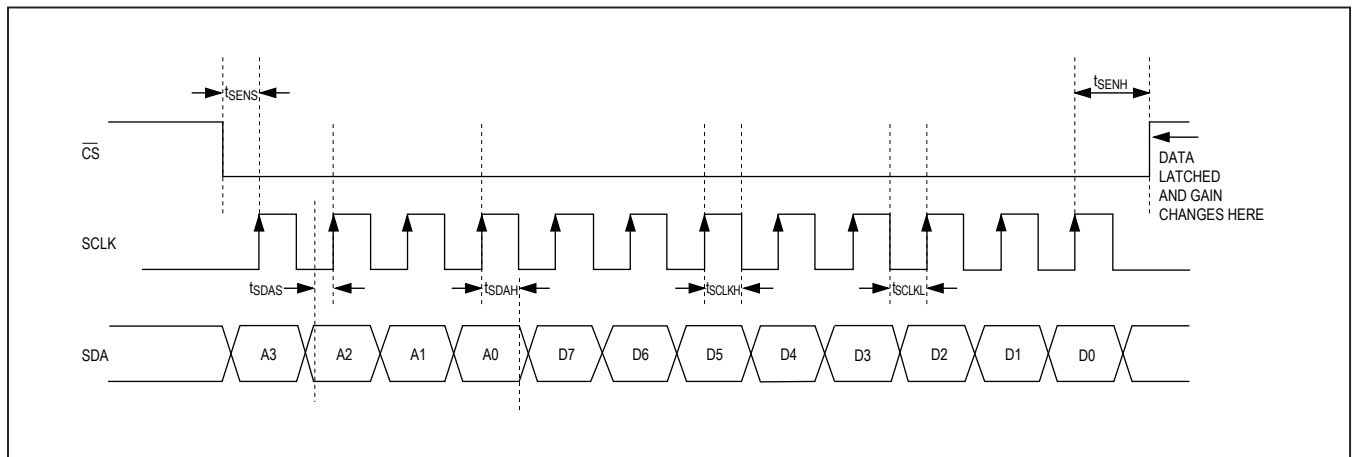 tSENS
tSENH
CS
DATA
LATCHED
AND GAIN
CHANGES HERE
SCLK
tSDAS
tSDAH
tSCLKH
tSCLKL
SDA
A3 A2 A1 A0 D7 D6 D5 D4 D3 D2 D1 D0